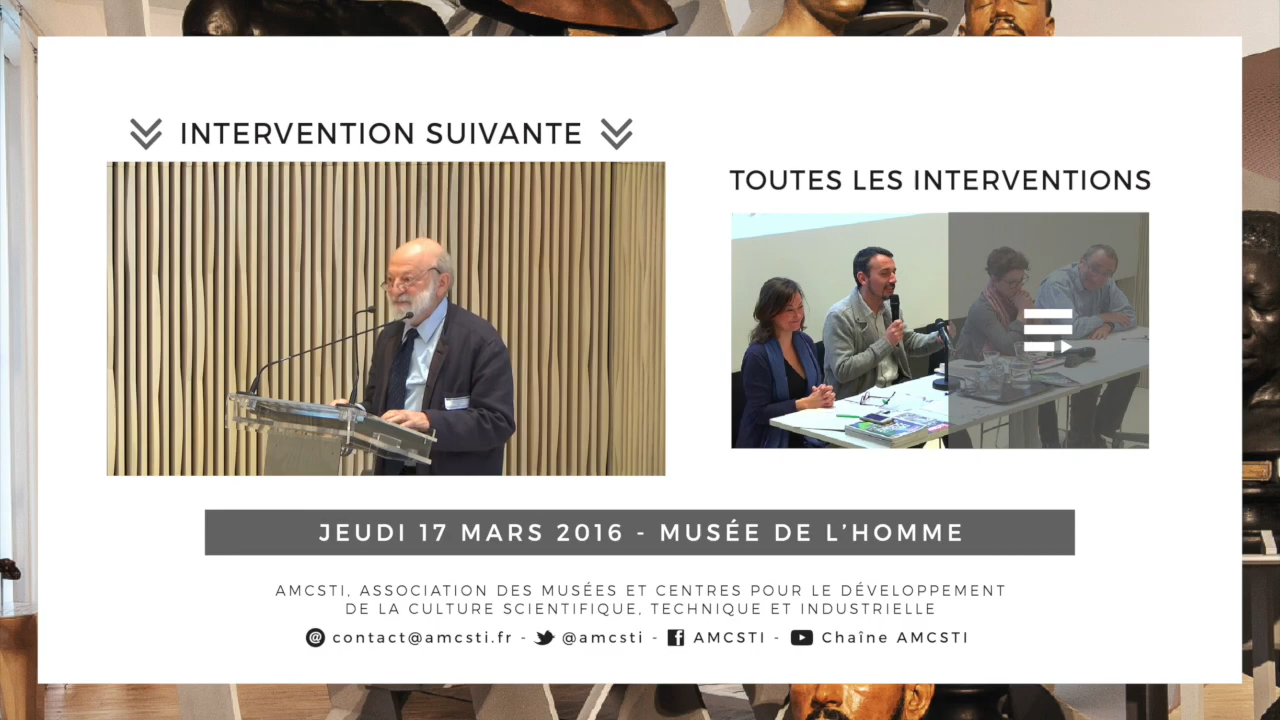 INTERVENTION SUIVANTE
TOUTES LES INTERVENTIONS
JEUDI 17 MARS 2016 - MUSÉE DE L'HOMME
AMCSTI, ASSOCIATION DES MUSÉES ET CENTRES POUR LE DÉVELOPPEMENT
DE LA CULTURE SCIENTIFIQUE, TECHNIQUE ET INDUSTRIELLE
contact@amcsti.fr - @amcsti - AMCSTI - Chaîne AMCSTI